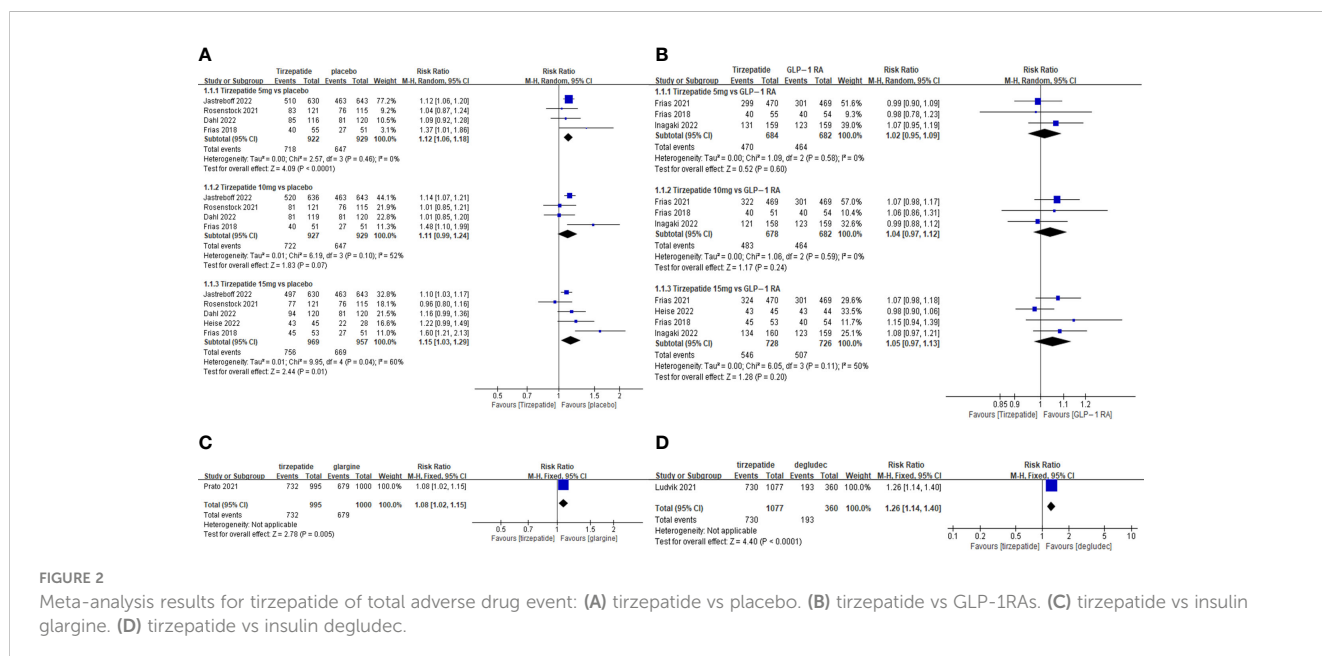 A
Tirzepatide placebo Risk Ratio Risk Ratio
Study or Subgroup Events Total Events Total Weight M-H, Random, 95% CI M-H, Random, 95% CI
1.1.1 Tirzepatide 5mg vs placebo
Jastreboff 2022 510 630 463 643 77.2% 1.12 [1.06, 1.20]
Rosenstock 2021 83 121 76 115 9.2% 1.04 [0.87, 1.24]
Dahl 2022 85 116 81 120 10.5% 1.09 [0.92, 1.28]
Frias 2018 40 55 27 51 3.1% 1.37 [1.01, 1.86]
Subtotal (95% CI) 922 929 100.0% 1.12 [1.06, 1.18]
Total events 718 647
Heterogeneity: Tau² = 0.00; Chi² = 2.57, df = 3 (P = 0.46); I² = 0%
Test for overall effect: Z = 4.09 (P < 0.0001)
1.1.2 Tirzepatide 10mg vs placebo
Jastreboff 2022 520 636 463 643 44.1% 1.14 [1.07, 1.21]
Rosenstock 2021 81 121 76 115 21.9% 1.01 [0.85, 1.21]
Dahl 2022 81 119 81 120 22.8% 1.01 [0.85, 1.20]
Frias 2018 40 51 27 51 11.2% 1.48 [1.10, 1.99]
Subtotal (95% CI) 927 929 100.0% 1.11 [0.99, 1.24]
Total events 722 647
Heterogeneity: Tau² = 0.01; Chi² = 6.19, df = 3 (P = 0.10); I² = 52%
Test for overall effect: Z = 1.83 (P = 0.07)
1.1.3 Tirzepatide 15mg vs placebo
Jastreboff 2022 497 630 463 643 32.8% 1.10 [1.03, 1.17]
Rosenstock 2021 77 121 76 115 18.1% 0.96 [0.80, 1.16]
Dahl 2022 94 120 81 120 21.8% 1.16 [0.99, 1.36]
Heise 2022 43 45 22 28 16.3% 1.22 [0.99, 1.49]
Frias 2018 45 53 27 51 11.0% 1.60 [1.21, 2.13]
Subtotal (95% CI) 969 957 100.0% 1.15 [1.03, 1.29]
Total events 756 669
Heterogeneity: Tau² = 0.01; Chi² = 9.95, df = 4 (P = 0.04); I² = 60%
Test for overall effect: Z = 2.44 (P = 0.01)
0.5 0.7 1 1.5 2
Favours [Tirzepatide] Favours [placebo]
B
Tirzepatide GLP-1 RA Risk Ratio Risk Ratio
Study or Subgroup Events Total Events Total Weight M-H, Random, 95% CI M-H, Random, 95% CI
1.1.1 Tirzepatide 5mg vs GLP-1 RA
Frias 2021 299 470 301 469 51.6% 0.99 [0.90, 1.09]
Frias 2018 40 55 40 54 9.3% 0.98 [0.78, 1.23]
Inagaki 2022 131 159 123 159 39.0% 1.07 [0.95, 1.19]
Subtotal (95% CI) 684 682 100.0% 1.02 [0.95, 1.09]
Total events 470 464
Heterogeneity: Tau² = 0.00; Chi² = 1.09, df = 2 (P = 0.58); I² = 0%
Test for overall effect: Z = 0.52 (P = 0.60)
1.1.2 Tirzepatide 10mg vs GLP-1 RA
Frias 2021 322 469 301 469 57.0% 1.07 [0.98, 1.17]
Frias 2018 40 51 40 54 10.4% 1.06 [0.86, 1.31]
Inagaki 2022 121 158 123 159 32.6% 0.99 [0.88, 1.12]
Subtotal (95% CI) 678 682 100.0% 1.04 [0.97, 1.12]
Total events 483 464
Heterogeneity: Tau² = 0.00; Chi² = 1.06, df = 2 (P = 0.59); I² = 0%
Test for overall effect: Z = 1.17 (P = 0.24)
1.1.3 Tirzepatide 15mg vs GLP-1 RA
Frias 2021 324 470 301 469 29.6% 1.07 [0.98, 1.18]
Heise 2022 43 45 43 44 33.5% 0.98 [0.90, 1.06]
Frias 2018 45 53 40 54 11.7% 1.15 [0.94, 1.39]
Inagaki 2022 134 160 123 159 25.1% 1.08 [0.97, 1.21]
Subtotal (95% CI) 728 726 100.0% 1.05 [0.97, 1.13]
Total events 546 507
Heterogeneity: Tau² = 0.00; Chi² = 6.05, df = 3 (P = 0.11); I² = 50%
Test for overall effect: Z = 1.28 (P = 0.20)
0.85 0.9 1 1.1 1.2
Favours [Tirzepatide] Favours [GLP-1 RA]
C
tirzepatide glargine Risk Ratio Risk Ratio
Study or Subgroup Events Total Events Total Weight M-H, Fixed, 95% CI M-H, Fixed, 95% CI
Prato 2021 732 995 679 1000 100.0% 1.08 [1.02, 1.15]
Total (95% CI) 995 1000 100.0% 1.08 [1.02, 1.15]
Total events 732 679
Heterogeneity: Not applicable
Test for overall effect: Z = 2.78 (P = 0.005)
0.5 0.7 1 1.5 2
Favours [tirzepatide] Favours [glargine]
D
tirzepatide degludec Risk Ratio Risk Ratio
Study or Subgroup Events Total Events Total Weight M-H, Fixed, 95% CI M-H, Fixed, 95% CI
Ludvik 2021 730 1077 193 360 100.0% 1.26 [1.14, 1.40]
Total (95% CI) 1077 360 100.0% 1.26 [1.14, 1.40]
Total events 730 193
Heterogeneity: Not applicable
Test for overall effect: Z = 4.40 (P < 0.0001)
0.1 0.2 0.5 1 2 5 10
Favours [tirzepatide] Favours [degludec]
FIGURE 2
Meta-analysis results for tirzepatide of total adverse drug event: (A) tirzepatide vs placebo. (B) tirzepatide vs GLP-1RAs. (C) tirzepatide vs insulin
glargine. (D) tirzepatide vs insulin degludec.